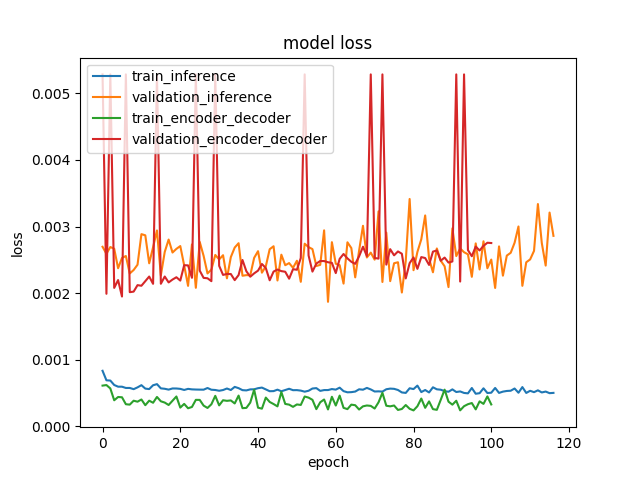 model loss
train_inference
validation_inference
train_encoder_decoder
validation_encoder_decoder
0.005
0.004
0.003
0.002
0.001
0.000
loss
0 20 40 60 80 100 120
epoch